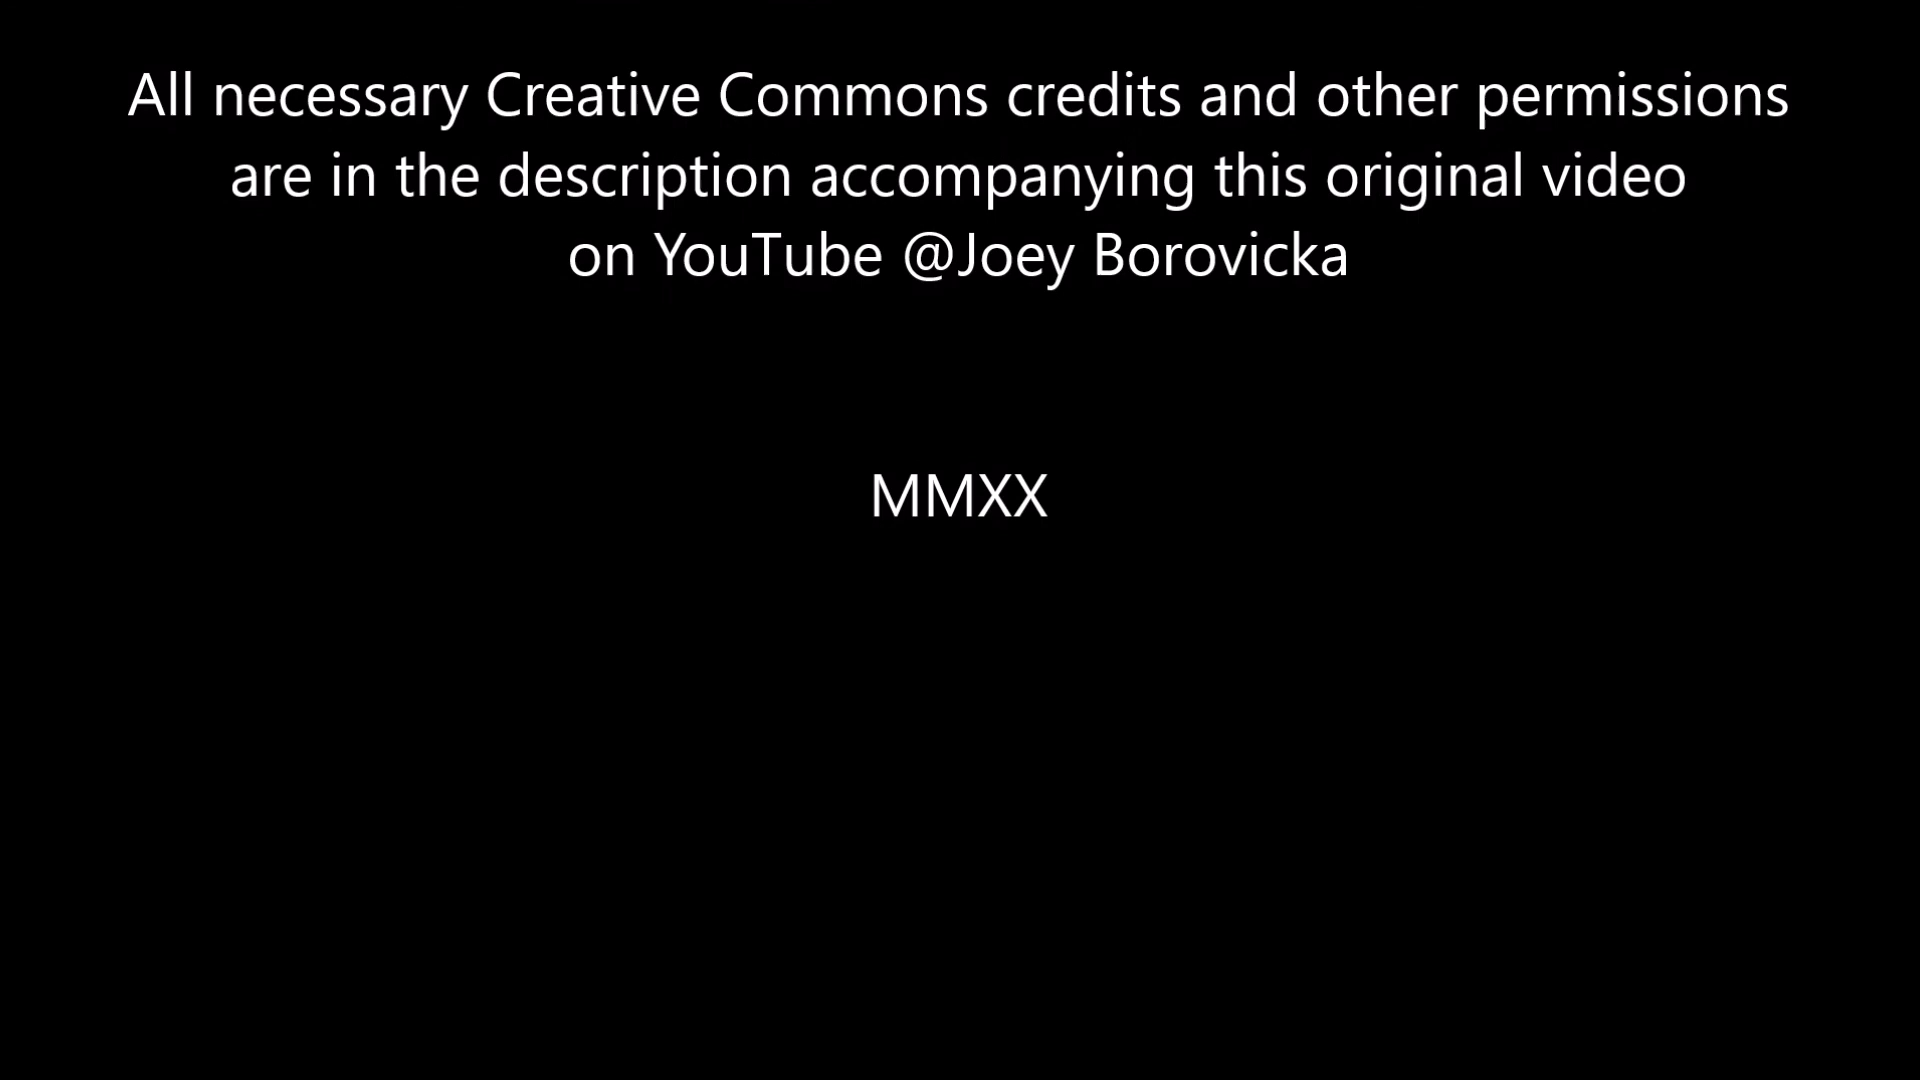 All necessary Creative Commons credits and other permissions
are in the description accompanying this original video
on YouTube @Joey Borovicka
MMXX